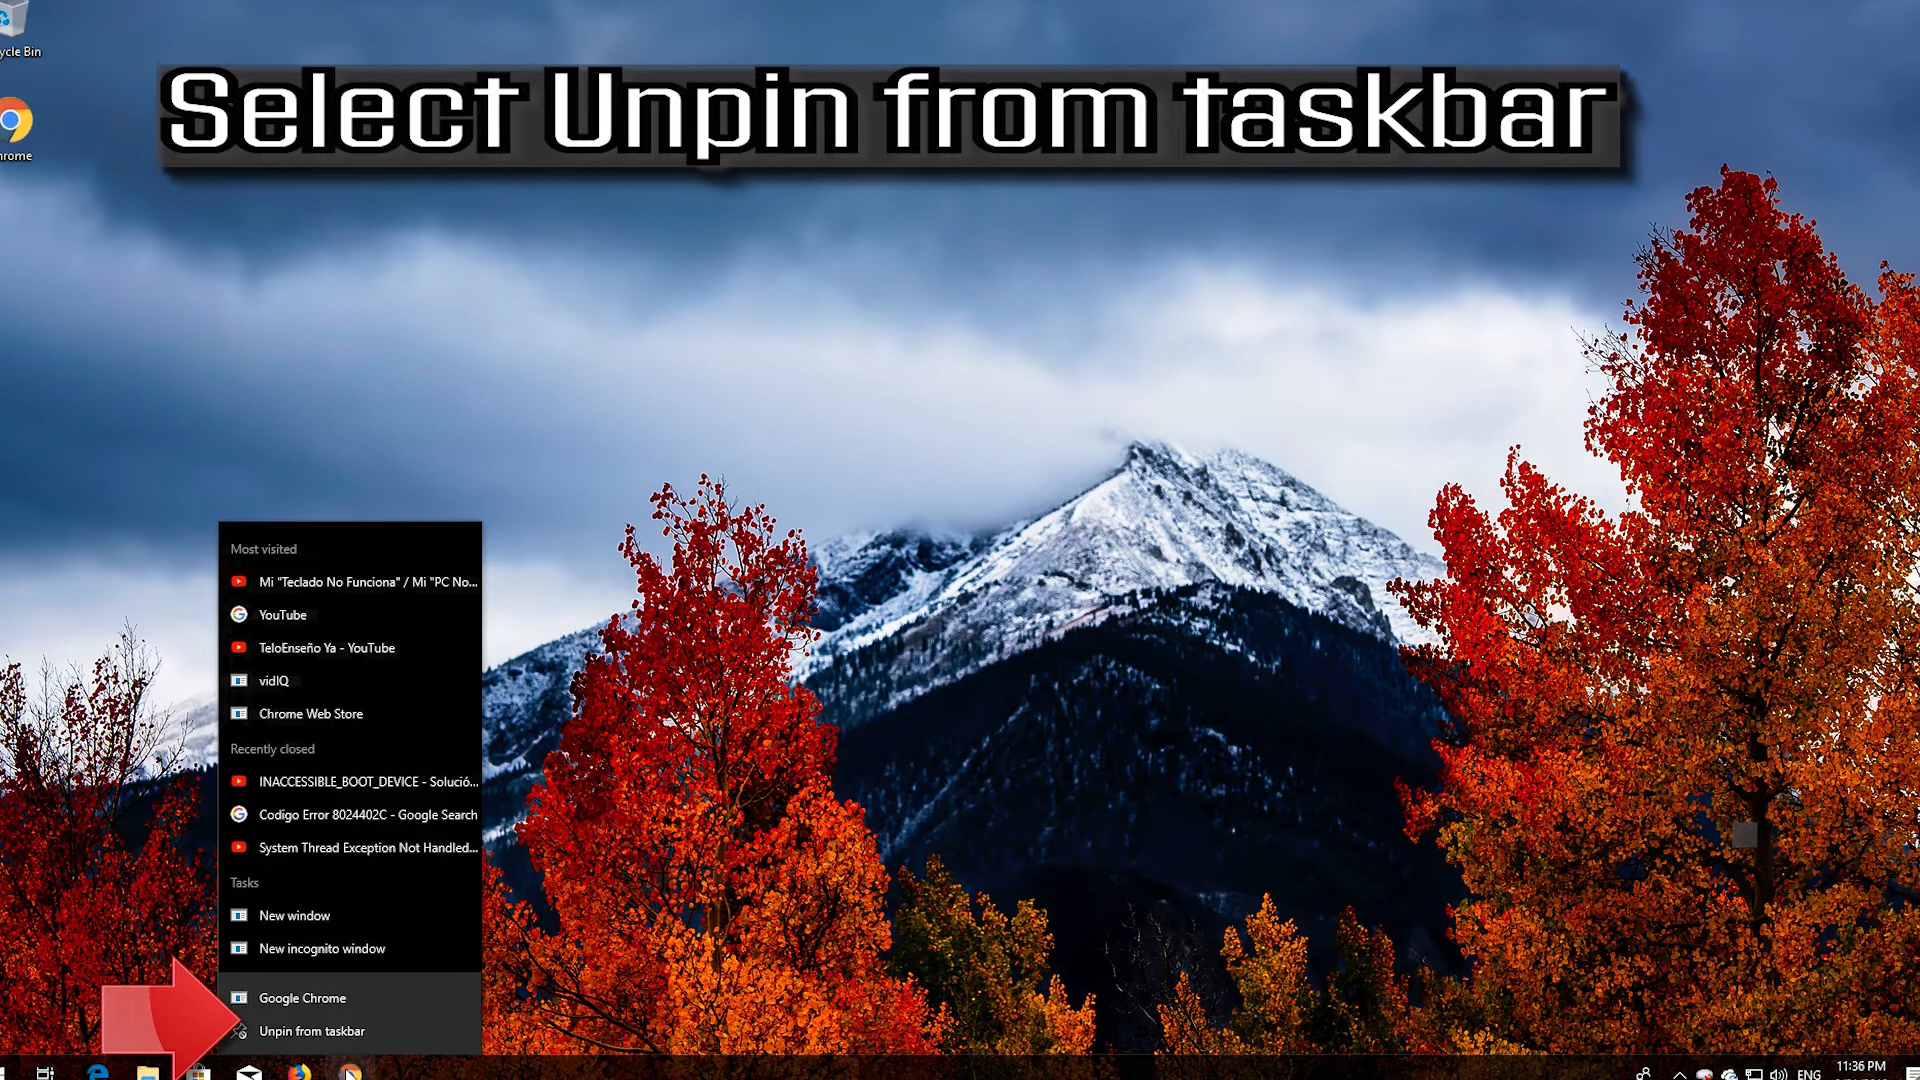 Select Unpin from taskbar
ycle Bin
hrome
Most visited
Mi "Teclado No Funciona" / Mi "PC No...
YouTube
TeloEnseño Ya - YouTube
vidIQ
Chrome Web Store
Recently closed
INACCESSIBLE_BOOT_DEVICE - Solució...
Codigo Error 8024402C - Google Search
System Thread Exception Not Handled...
Tasks
New window
New incognito window
Google Chrome
Unpin from taskbar
ENG
11:36 PM